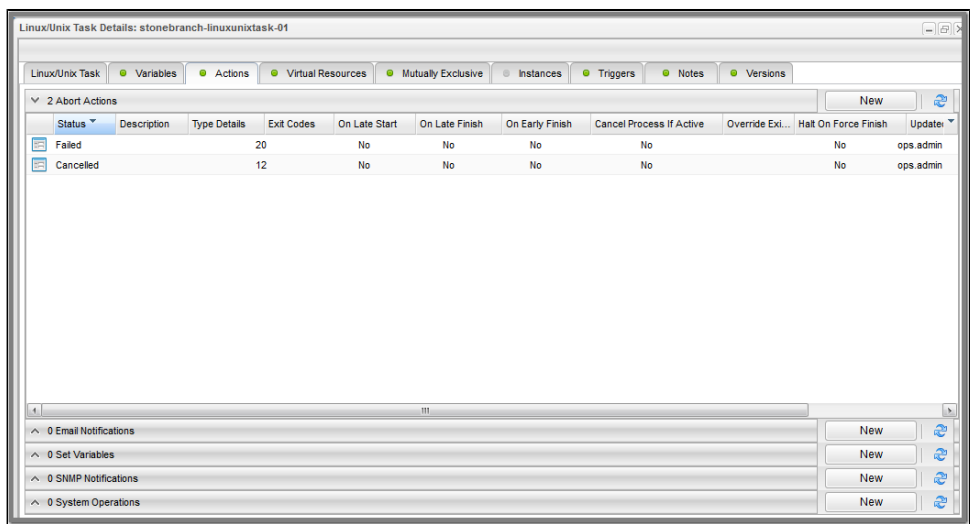 Linux/Unix Task Details: stonebranch-linuxunixtask-01
Linux/Unix Task Variables Actions Virtual Resources Mutually Exclusive Instances Triggers Notes Versions
2 Abort Actions New
Status Description Type Details Exit Codes On Late Start On Late Finish On Early Finish Cancel Process If Active Override Exi... Halt On Force Finish Update
Failed 20 No No No No No ops.admin
Cancelled 12 No No No No No ops.admin
0 Email Notifications New
0 Set Variables New
0 SNMP Notifications New
0 System Operations New